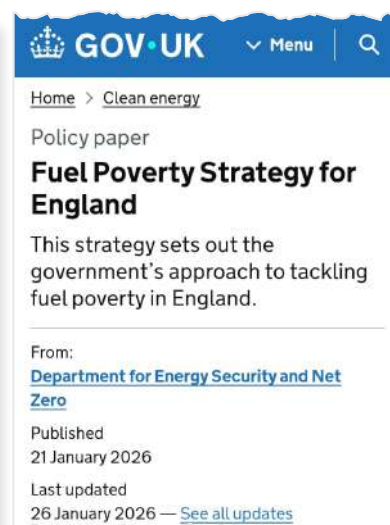 GOV·UK Menu
Home > Clean energy
Policy paper
Fuel Poverty Strategy for
England
This strategy sets out the
government's approach to tackling
fuel poverty in England.
From:
Department for Energy Security and Net
Zero
Published
21 January 2026
Last updated
26 January 2026 — See all updates